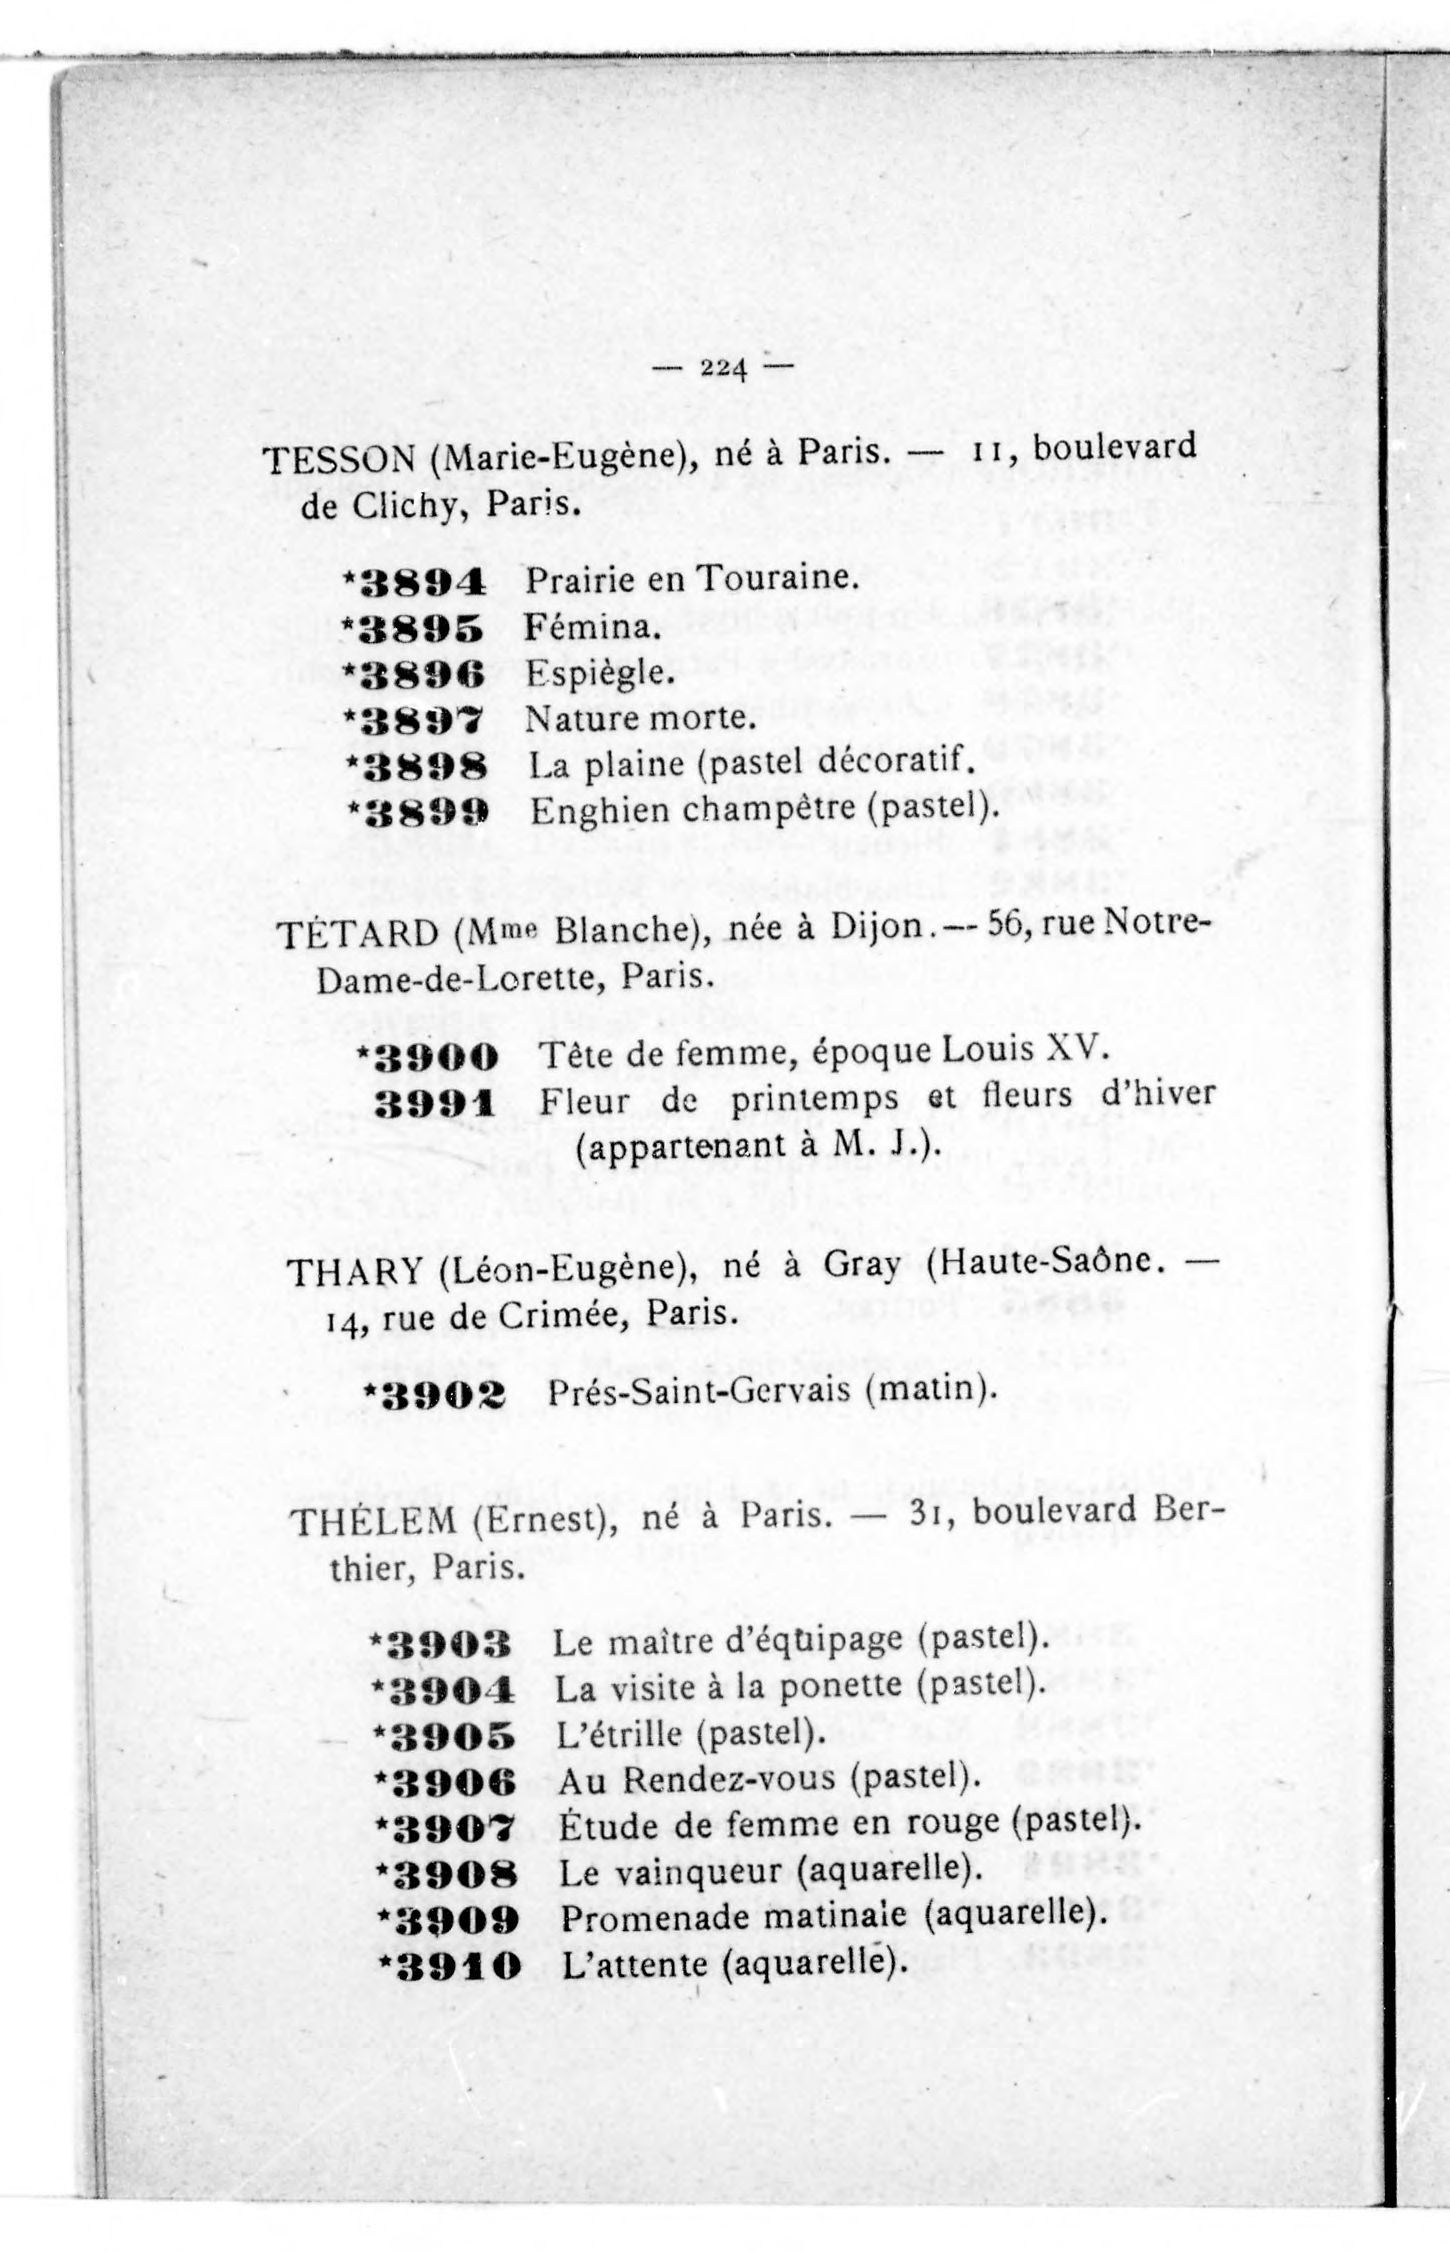 — 224 —
TESSON (Marie-Eugène), né à Paris. — 11, boulevard
de Clichy, Paris.
*3894 Prairie en Touraine.
*3895 Fémina.
*3896 Espiègle.
*3897 Nature morte.
*3898 La plaine (pastel décoratif.
*3899 Enghien champêtre (pastel).
TÉTARD (Mme Blanche), née à Dijon. — 56, rue Notre-
Dame-de-Lorette, Paris.
*3900 Tête de femme, époque Louis XV.
3991 Fleur de printemps et fleurs d'hiver
(appartenant à M. J.).
THARY (Léon-Eugène), né à Gray (Haute-Saône. —
14, rue de Crimée, Paris.
*3902 Prés-Saint-Gervais (matin).
THÉLEM (Ernest), né à Paris. — 31, boulevard Ber-
thier, Paris.
*3903 Le maître d'équipage (pastel).
*3904 La visite à la ponette (pastel).
*3905 L'étrille (pastel).
*3906 Au Rendez-vous (pastel).
*3907 Étude de femme en rouge (pastel).
*3908 Le vainqueur (aquarelle).
*3909 Promenade matinale (aquarelle).
*3910 L'attente (aquarelle).